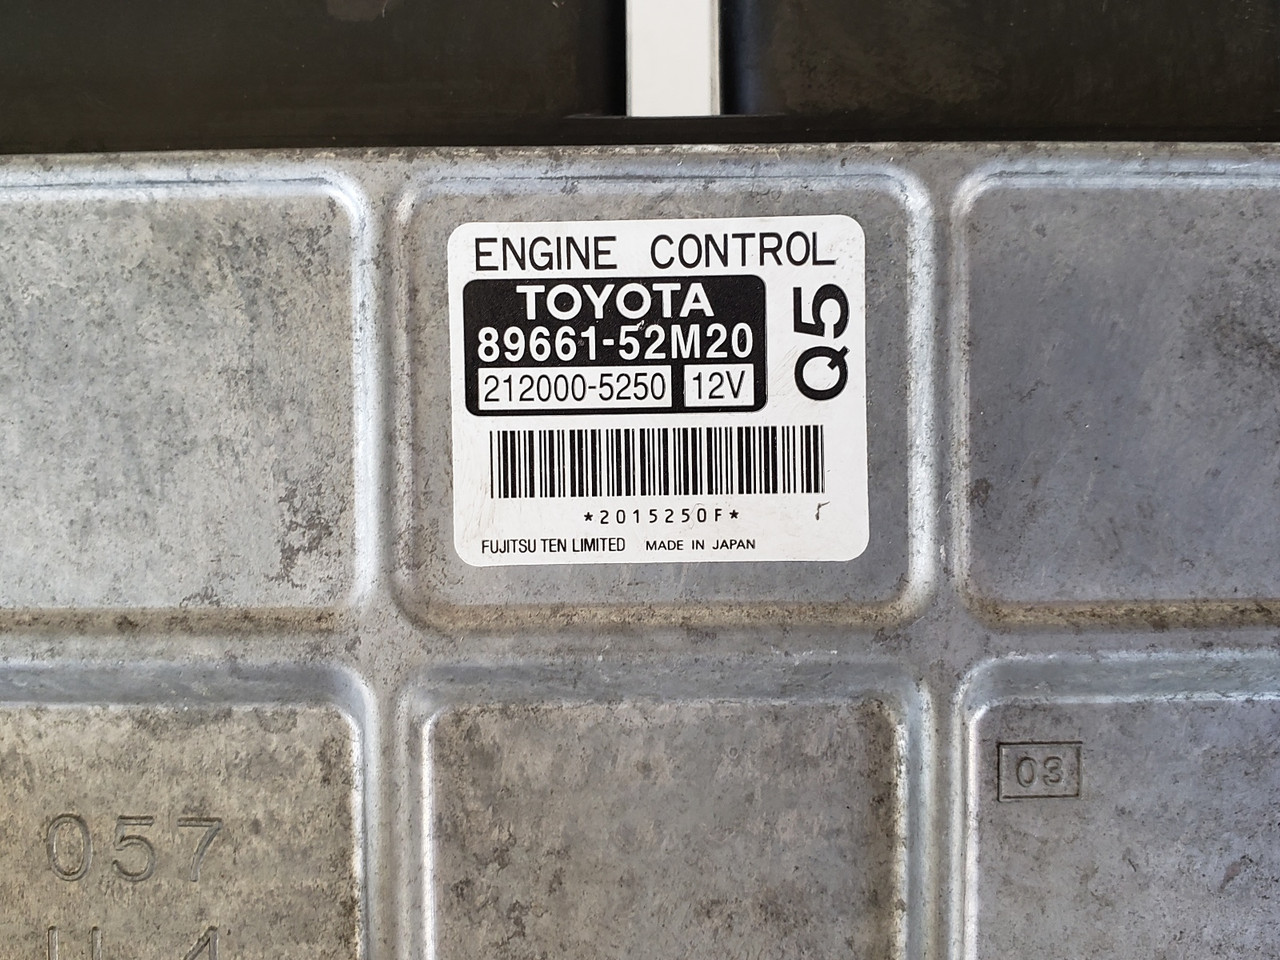 ENGINE CONTROL
TOYOTA
89661-52M20
212000-5250 12V
Q5
*2015250F*
FUJITSU TEN LIMITED MADE IN JAPAN
03
057